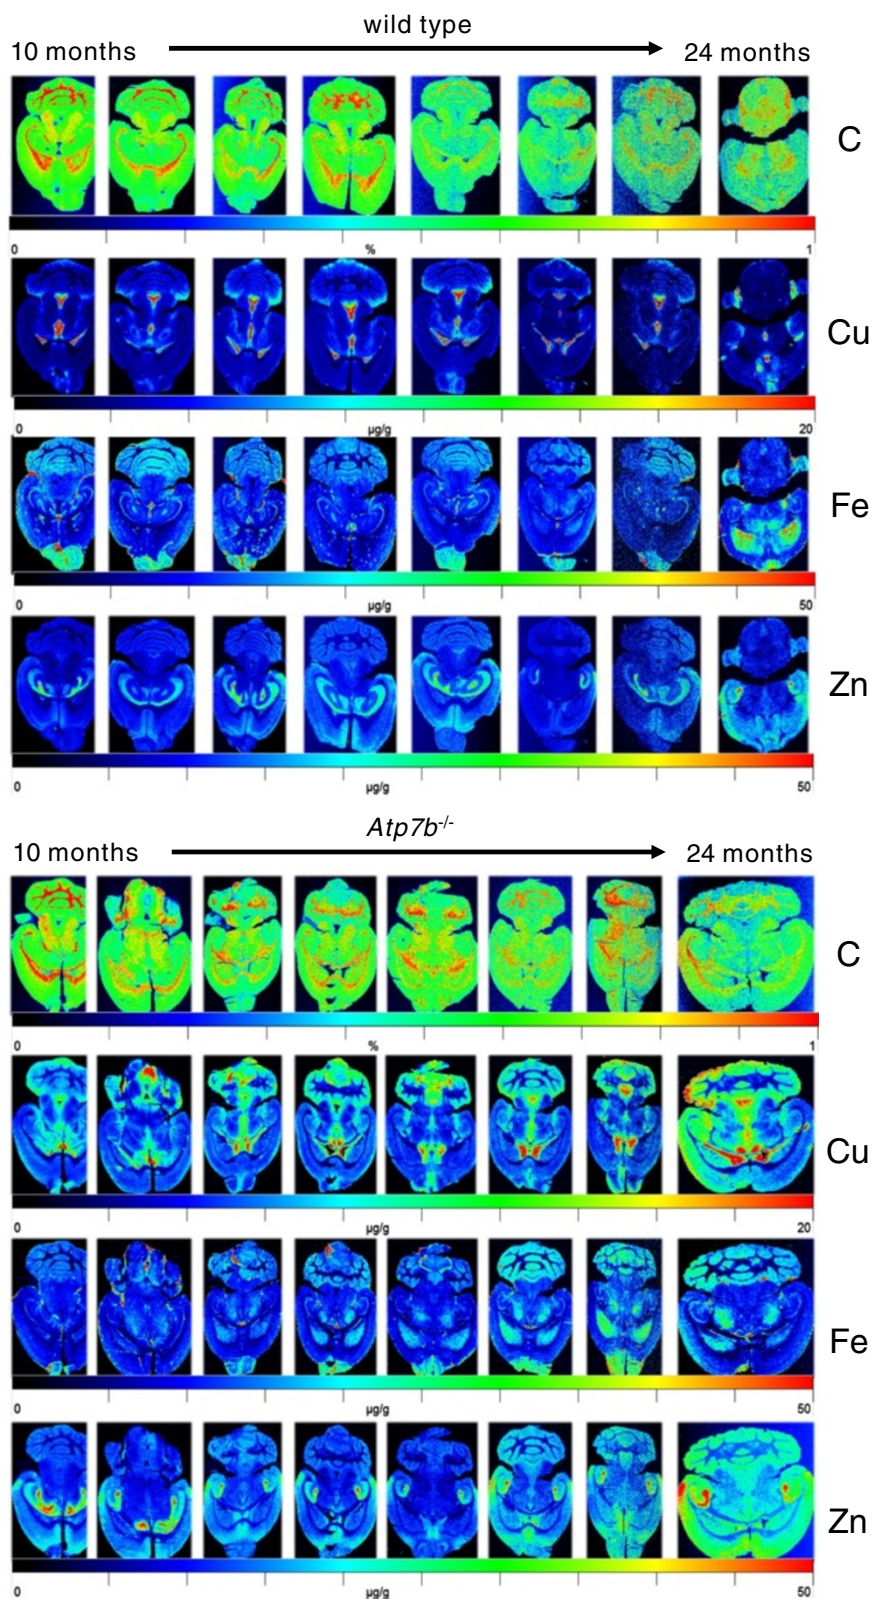 wild type
10 months
24 months
C
0 % 1
Cu
0 µg/g 20
Fe
0 µg/g 50
Zn
0 µg/g 50
Atp7b-/-
10 months
24 months
C
0 % 1
Cu
0 µg/g 20
Fe
0 µg/g 50
Zn
0 µg/g 50